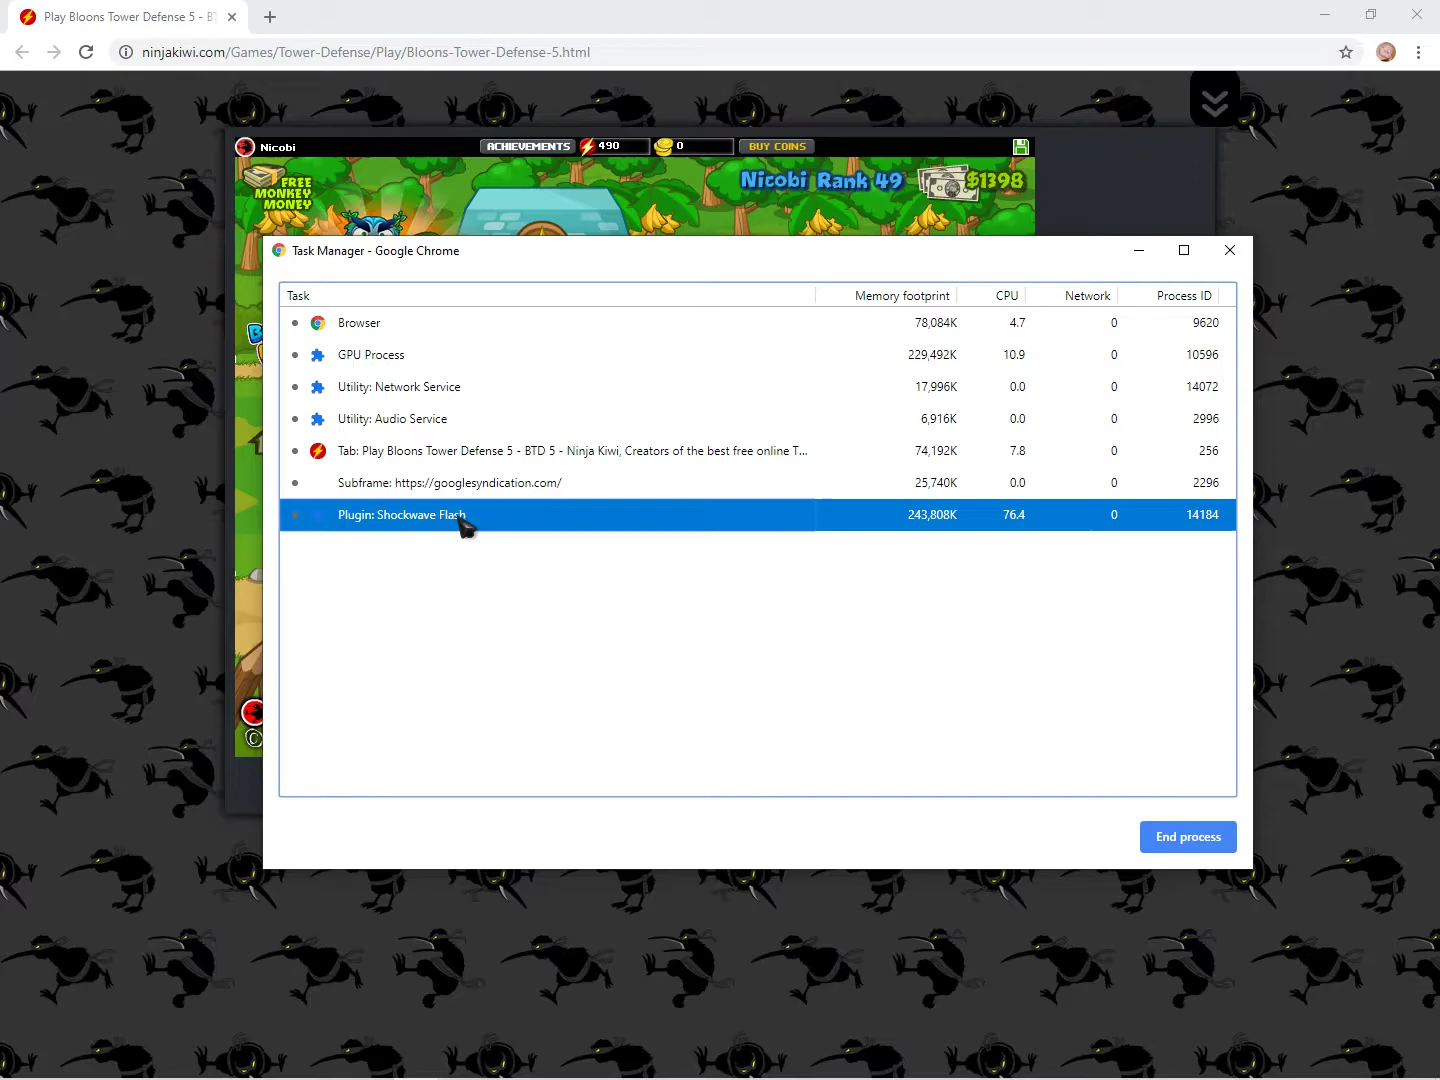 Play Bloons Tower Defense 5 - BT
ninjakiwi.com/Games/Tower-Defense/Play/Bloons-Tower-Defense-5.html
Nicobi
ACHIEVEMENTS
490
0
BUY COINS
FREE
MONKEY
MONEY
Nicobi Rank 49
$1398
Task Manager - Google Chrome
Task Memory footprint CPU Network Process ID
Browser 78,084K 4.7 0 9620
GPU Process 229,492K 10.9 0 10596
Utility: Network Service 17,996K 0.0 0 14072
Utility: Audio Service 6,916K 0.0 0 2996
Tab: Play Bloons Tower Defense 5 - BTD 5 - Ninja Kiwi, Creators of the best free online T... 74,192K 7.8 0 256
Subframe: https://googlesyndication.com/ 25,740K 0.0 0 2296
Plugin: Shockwave Flash 243,808K 76.4 0 14184
End process
©